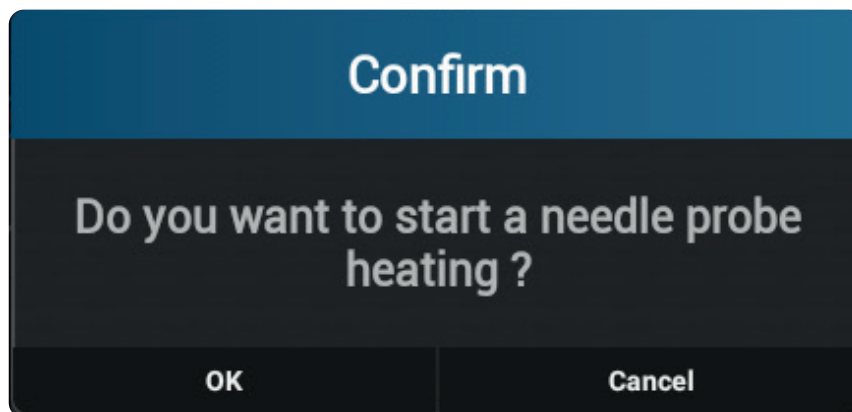 Confirm
Do you want to start a needle probe
heating ?
OK
Cancel